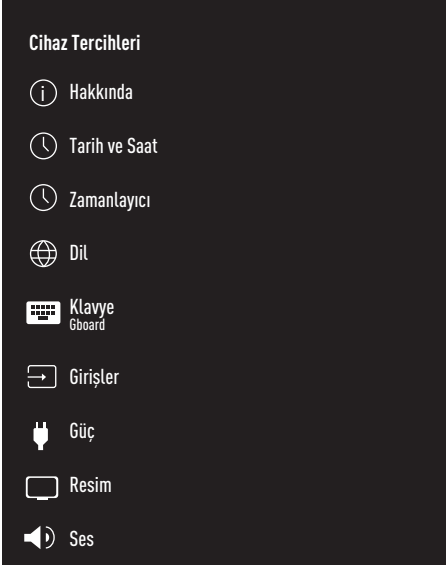 Cihaz Tercihleri
Hakkında
Tarih ve Saat
Zamanlayıcı
Dil
Klavye
Gboard
Girişler
Güç
Resim
Ses